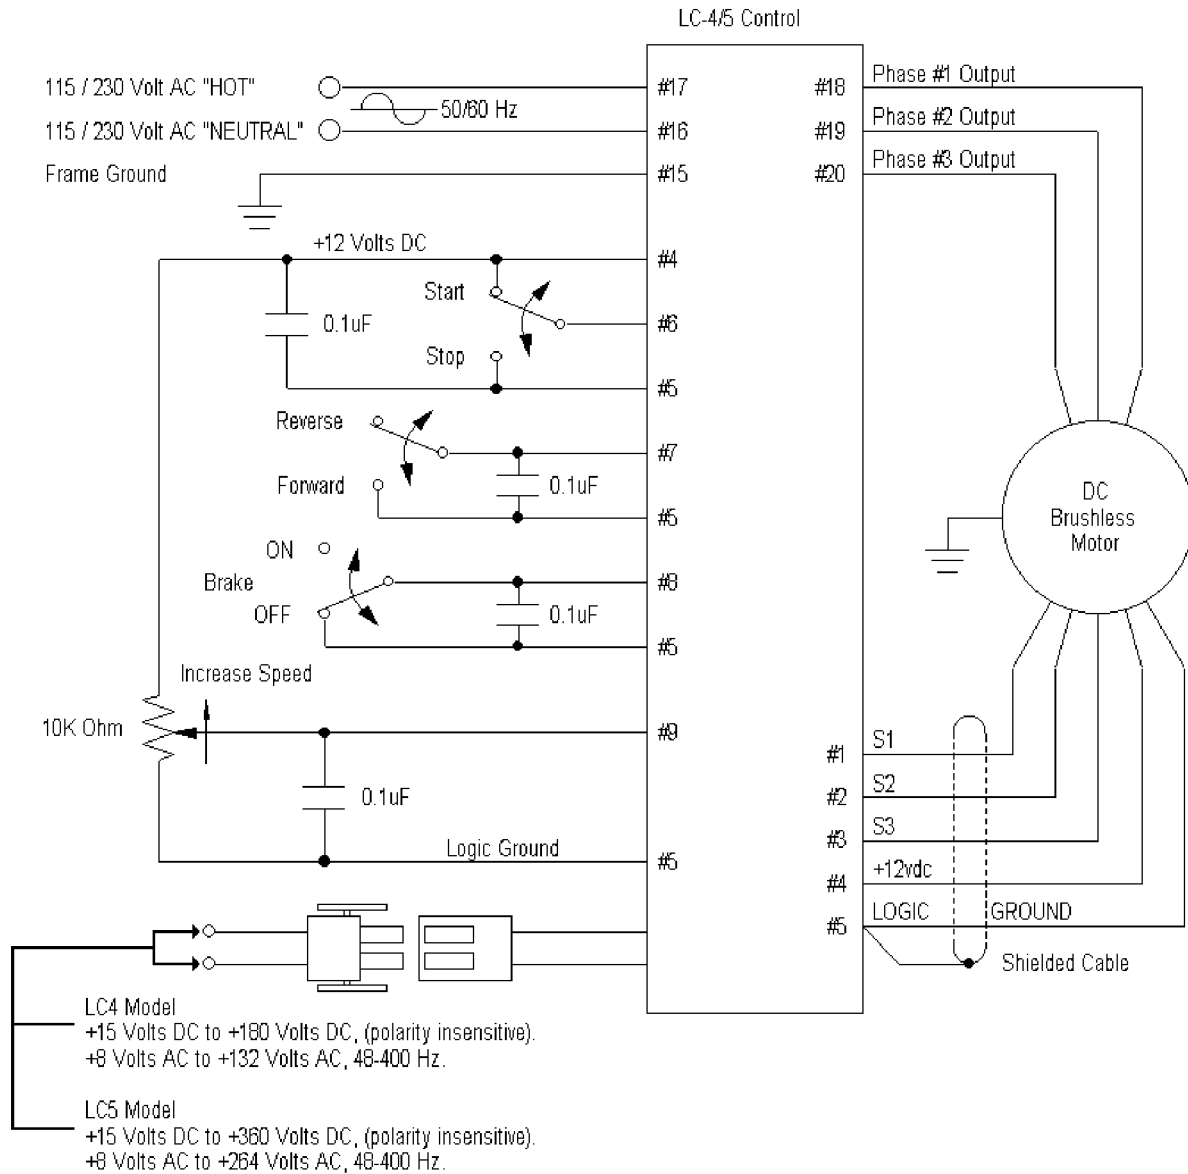 LC-4/5 Control
115 / 230 Volt AC "HOT"
50/60 Hz
115 / 230 Volt AC "NEUTRAL"
Frame Ground
#17
#16
#15
#18
Phase #1 Output
#19
Phase #2 Output
#20
Phase #3 Output
+12 Volts DC
#4
Start
0.1uF
#6
Stop
#5
Reverse
#7
Forward
0.1uF
#5
ON
Brake
#8
OFF
0.1uF
#5
Increase Speed
10K Ohm
#9
0.1uF
Logic Ground
#5
DC
Brushless
Motor
#1
S1
#2
S2
#3
S3
#4
+12vdc
#5
LOGIC GROUND
Shielded Cable
LC4 Model
+15 Volts DC to +180 Volts DC, (polarity insensitive).
+8 Volts AC to +132 Volts AC, 48-400 Hz.
LC5 Model
+15 Volts DC to +360 Volts DC, (polarity insensitive).
+8 Volts AC to +264 Volts AC, 48-400 Hz.